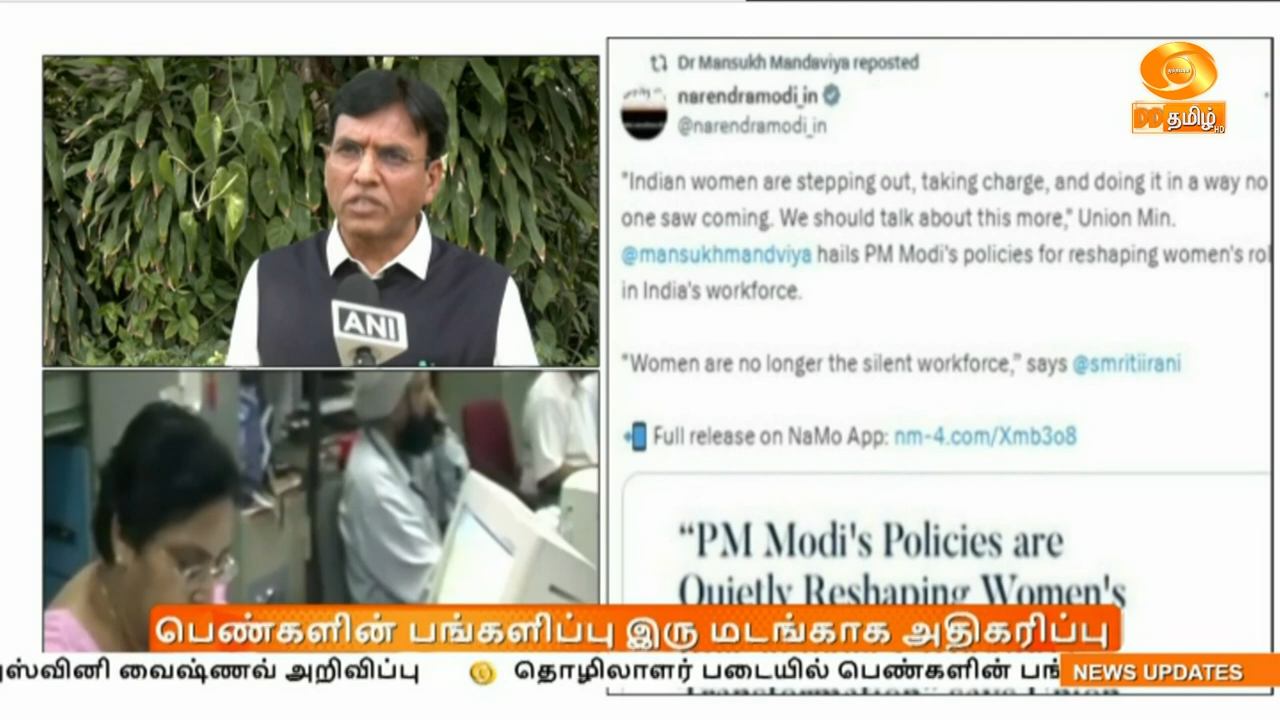 Dr Mansukh Mandaviya reposted
narendramodi_in
@narendramodi_in
"Indian women are stepping out, taking charge, and doing it in a way no
one saw coming. We should talk about this more," Union Min.
@mansukhmandviya hails PM Modi's policies for reshaping women's rol
in India's workforce.
"Women are no longer the silent workforce," says @smritiirani
Full release on NaMo App: nm-4.com/Xmb3o8
"PM Modi's Policies are
Quietly Reshaping Women's
DD தமிழ் HD
ANI
பெண்களின் பங்களிப்பு இரு மடங்காக அதிகரிப்பு
ஸ்வினி வைஷ்ணவ் அறிவிப்பு தொழிலாளர் படையில் பெண்களின் பங்
NEWS UPDATES